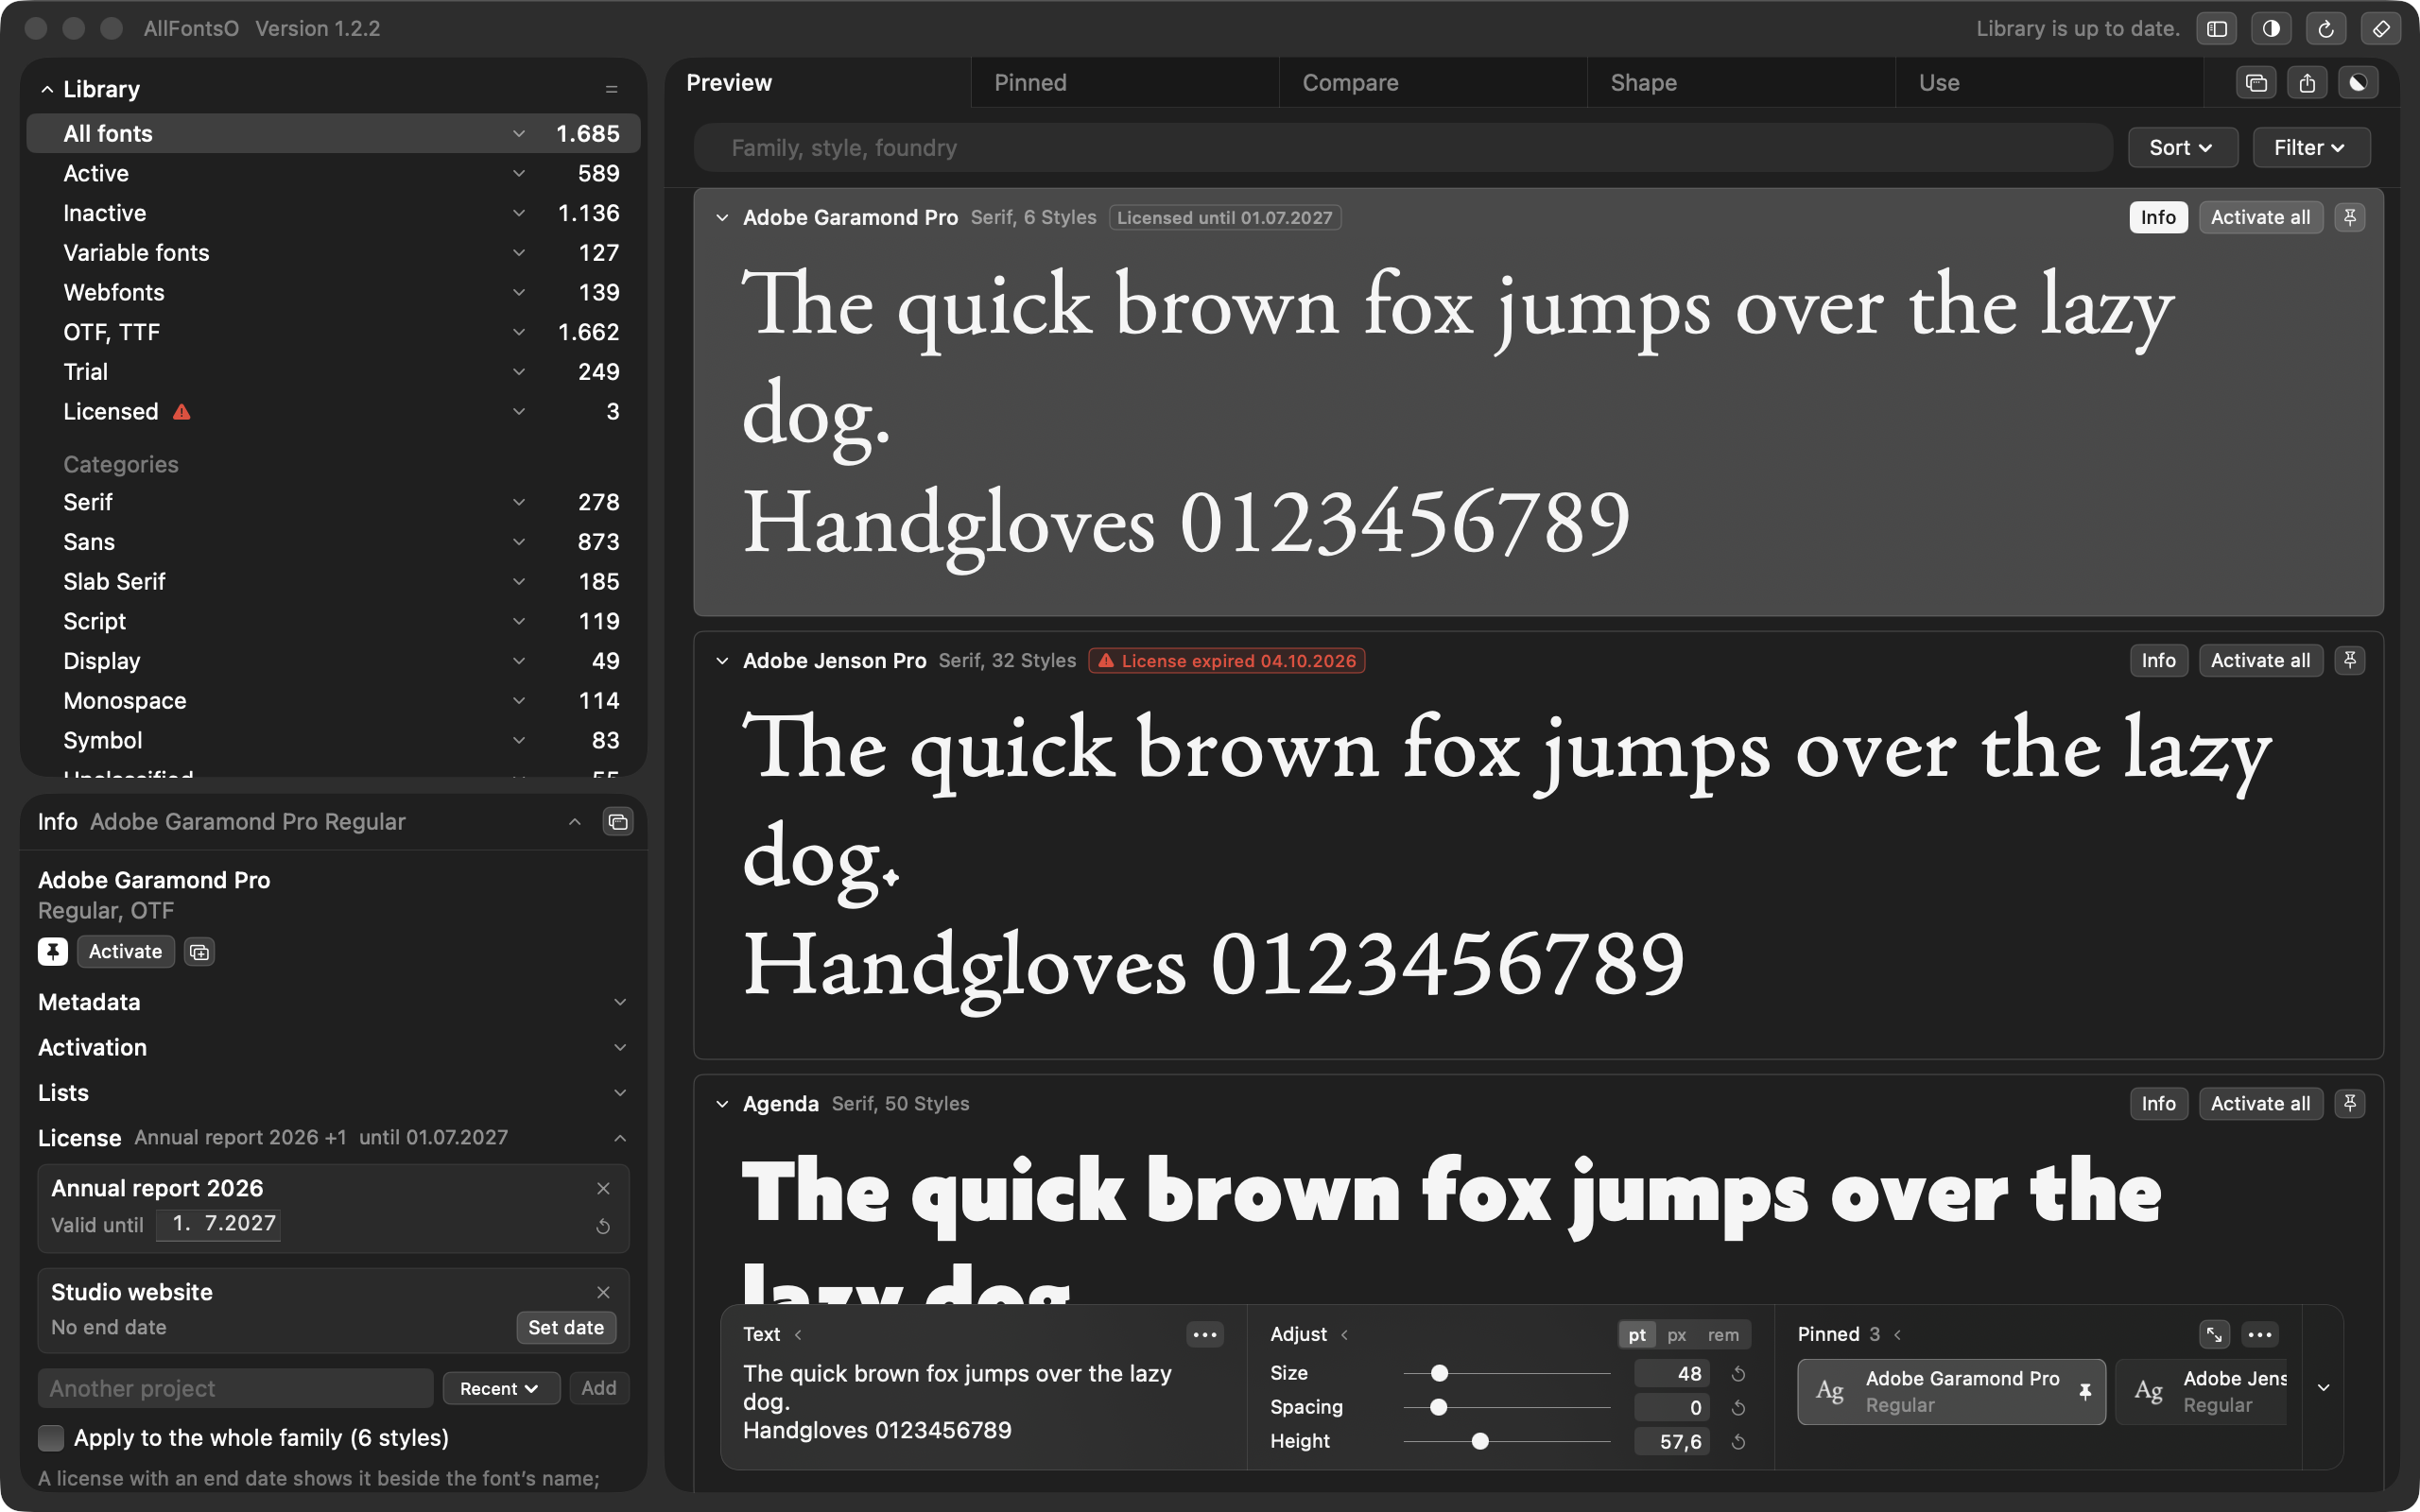 AllFontsO Version 1.2.2
Library is up to date.
Library
All fonts 1.685
Active 589
Inactive 1.136
Variable fonts 127
Webfonts 139
OTF, TTF 1.662
Trial 249
Licensed 3
Categories
Serif 278
Sans 873
Slab Serif 185
Script 119
Display 49
Monospace 114
Symbol 83
Info Adobe Garamond Pro Regular
Adobe Garamond Pro
Regular, OTF
Activate
Metadata
Activation
Lists
License Annual report 2026 +1 until 01.07.2027
Annual report 2026
Valid until 1. 7.2027
Studio website
No end date Set date
Another project Recent Add
Apply to the whole family (6 styles)
A license with an end date shows it beside the font’s name;
Preview Pinned Compare Shape Use
Family, style, foundry Sort Filter
Adobe Garamond Pro Serif, 6 Styles Licensed until 01.07.2027 Info Activate all
The quick brown fox jumps over the lazy
dog.
Handgloves 0123456789
Adobe Jenson Pro Serif, 32 Styles License expired 04.10.2026 Info Activate all
The quick brown fox jumps over the lazy
dog.
Handgloves 0123456789
Agenda Serif, 50 Styles Info Activate all
The quick brown fox jumps over the
lazy dog
Text
The quick brown fox jumps over the lazy
dog.
Handgloves 0123456789
Adjust pt px rem
Size 48
Spacing 0
Height 57,6
Pinned 3
Ag Adobe Garamond Pro
Regular
Ag Adobe Jens
Regular